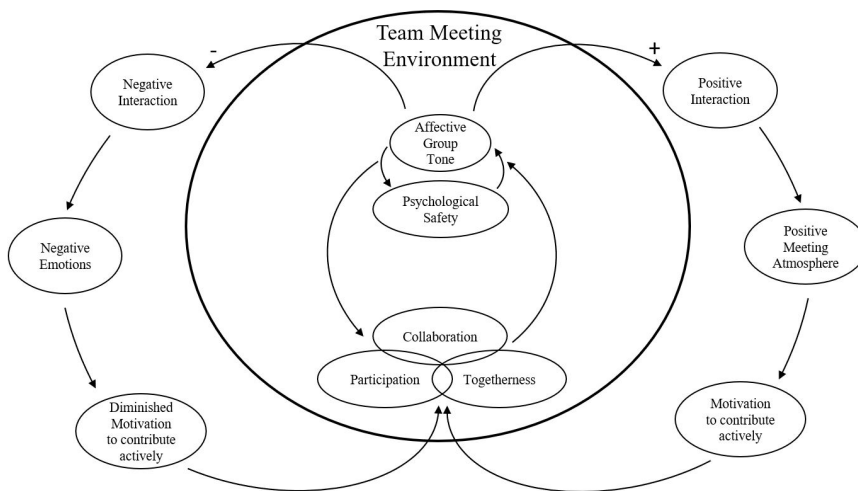 Team Meeting
Environment
-
+
Negative
Interaction
Positive
Interaction
Affective
Group
Tone
Psychological
Safety
Negative
Emotions
Positive
Meeting
Atmosphere
Collaboration
Participation
Togetherness
Diminished
Motivation
to contribute
actively
Motivation
to contribute
actively